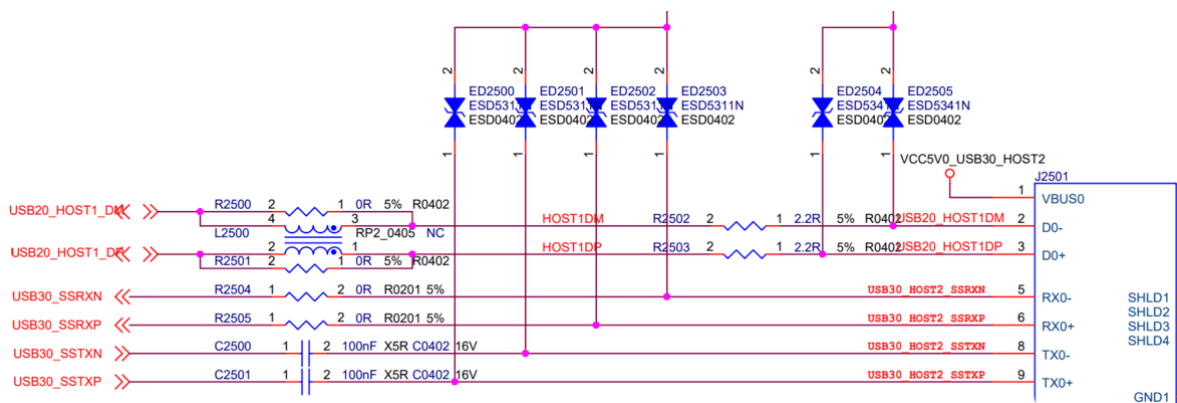 2 2 2 2 2 2
ED2500 ED2501 ED2502 ED2503 ED2504 ED2505
ESD531 ESD531 ESD531 ESD5311N ESD5341 ESD5341N
ESD0402 ESD0402 ESD0402 ESD0402 ESD0402 ESD0402
1 1 1 1 1 1
VCC5V0_USB30_HOST2
J2501
1 VBUS0
R2500 2 1 0R 5% R0402
USB20_HOST1_DM 4 3 HOST1DM R2502 2 1 2.2R 5% R0402 USB20_HOST1DM 2 D0-
L2500 RP2_0405 NC
USB20_HOST1_DP 2 1 HOST1DP R2503 2 1 2.2R 5% R0402 USB20_HOST1DP 3 D0+
R2501 2 1 0R 5% R0402
USB30_SSRXN R2504 1 2 0R R0201 5% USB30_HOST2_SSRXN 5 RX0- SHLD1
SHLD2
USB30_SSRXP R2505 1 2 0R R0201 5% USB30_HOST2_SSRXP 6 RX0+ SHLD3
SHLD4
USB30_SSTXN C2500 1 2 100nF X5R C0402 16V USB30_HOST2_SSTXN 8 TX0-
USB30_SSTXP C2501 1 2 100nF X5R C0402 16V USB30_HOST2_SSTXP 9 TX0+
GND1